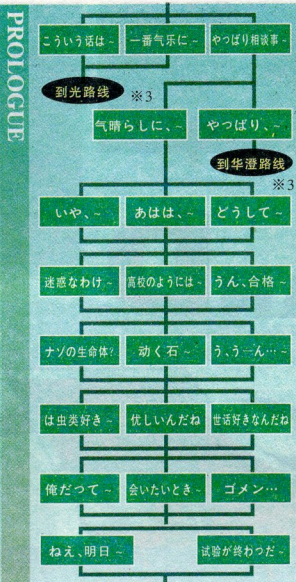 PROLOGUE
こういう話は~
一番気楽に~
やっぱり相談事~
到光路线
※3
気晴らしに、~
やっぱり、~
到华澄路线
※3
いや、~
あはは、~
どうして~
迷惑なわけ~
高校のようには~
うん、合格~
ナゾの生命体?
動く石~
う、うーん…~
は虫類好き~
優しいんだね
世話好きなんだね
俺だって~
会いたいとき~
ゴメン…
ねえ、明日~
试验が終わつだ~